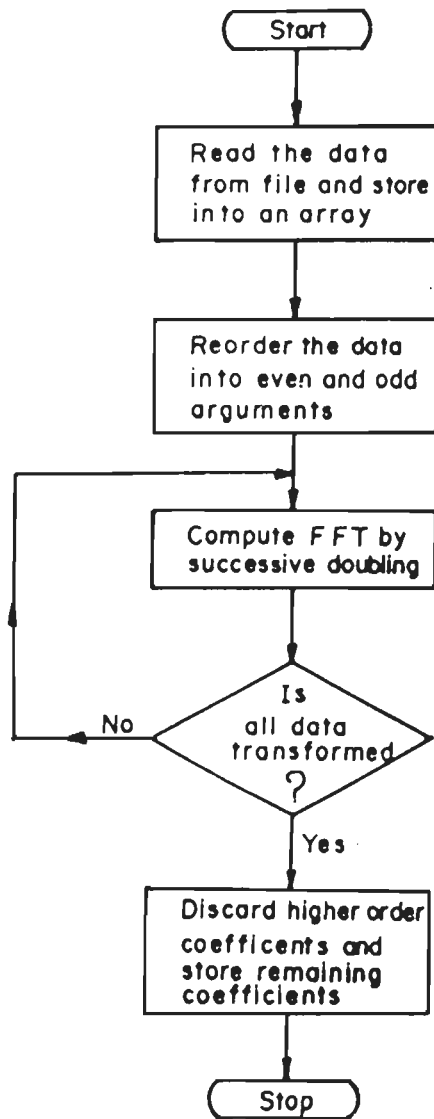 Start
Read the data
from file and store
into an array
Reorder the data
into even and odd
arguments
Compute FFT by
successive doubling
Is
all data
transformed
?
No
Yes
Discard higher order
coefficents and
store remaining
coefficients
Stop